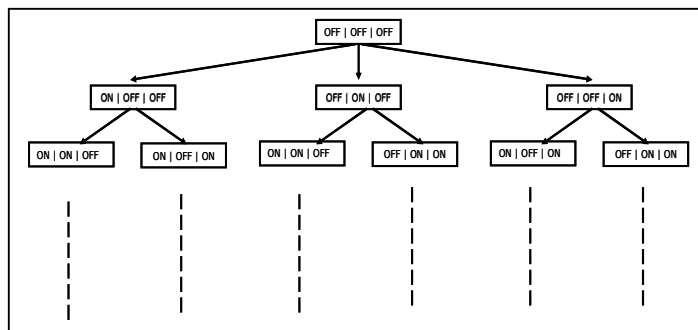 OFF | OFF | OFF
ON | OFF | OFF
OFF | ON | OFF
OFF | OFF | ON
ON | ON | OFF
ON | OFF | ON
ON | ON | OFF
OFF | ON | ON
ON | OFF | ON
OFF | ON | ON